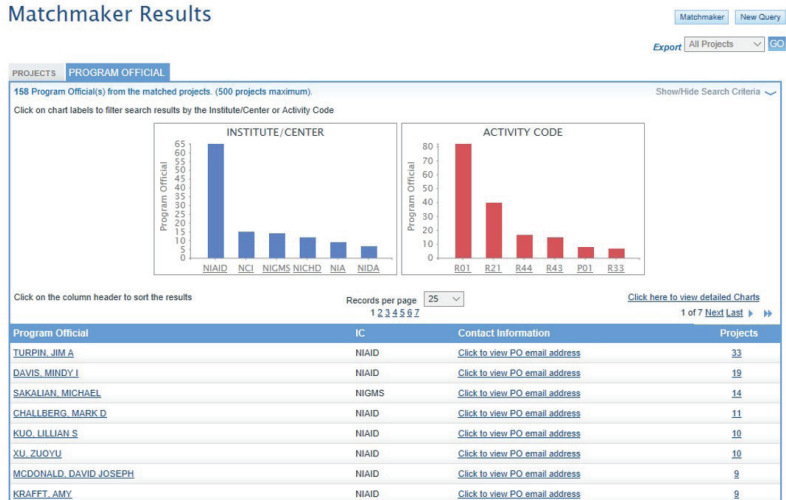 Matchmaker Results
Matchmaker New Query
Export All Projects GO
PROJECTS PROGRAM OFFICIAL
158 Program Official(s) from the matched projects. (500 projects maximum). Show/Hide Search Criteria
Click on chart labels to filter search results by the Institute/Center or Activity Code
INSTITUTE/CENTER
Program Official
65
60
55
50
45
40
35
30
25
20
15
10
5
0
NIAID NCI NIGMS NICHD NIA NIDA
ACTIVITY CODE
Program Official
80
70
60
50
40
30
20
10
0
R01 R21 R44 R43 P01 R33
Click on the column header to sort the results
Records per page 25
1 2 3 4 5 6 7
Click here to view detailed Charts
1 of 7 Next Last
Program Official IC Contact Information Projects
TURPIN, JIM A NIAID Click to view PO email address 33
DAVIS, MINDY I NIAID Click to view PO email address 19
SAKALIAN, MICHAEL NIGMS Click to view PO email address 14
CHALLBERG, MARK D NIAID Click to view PO email address 11
KUO, LILLIAN S NIAID Click to view PO email address 10
XU, ZUOYU NIAID Click to view PO email address 10
MCDONALD, DAVID JOSEPH NIAID Click to view PO email address 9
KRAFFT, AMY NIAID Click to view PO email address 9